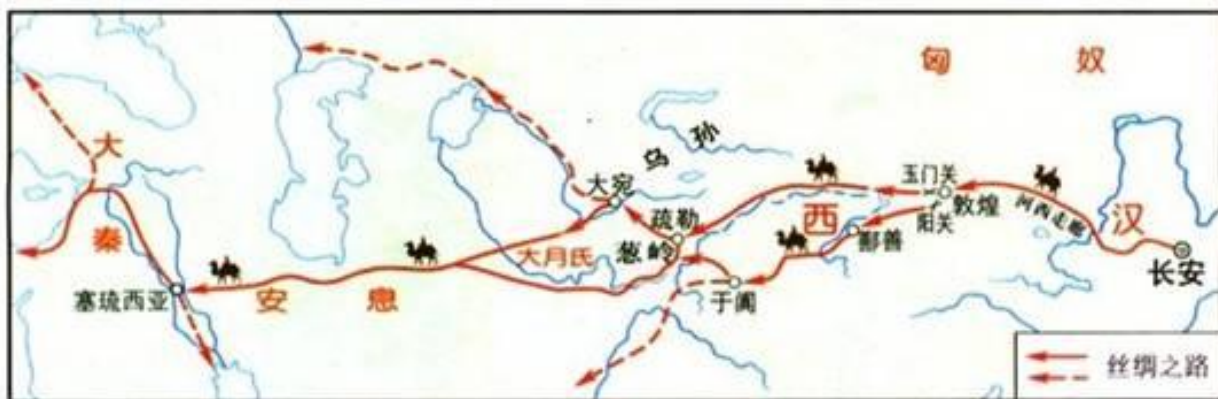 匈奴
乌孙
大
秦
大宛
玉门关
敦煌
阳关
河西走廊
汉
长安
疏勒
西
鄯善
葱岭
大月氏
于阗
塞琉西亚
安息
丝绸之路